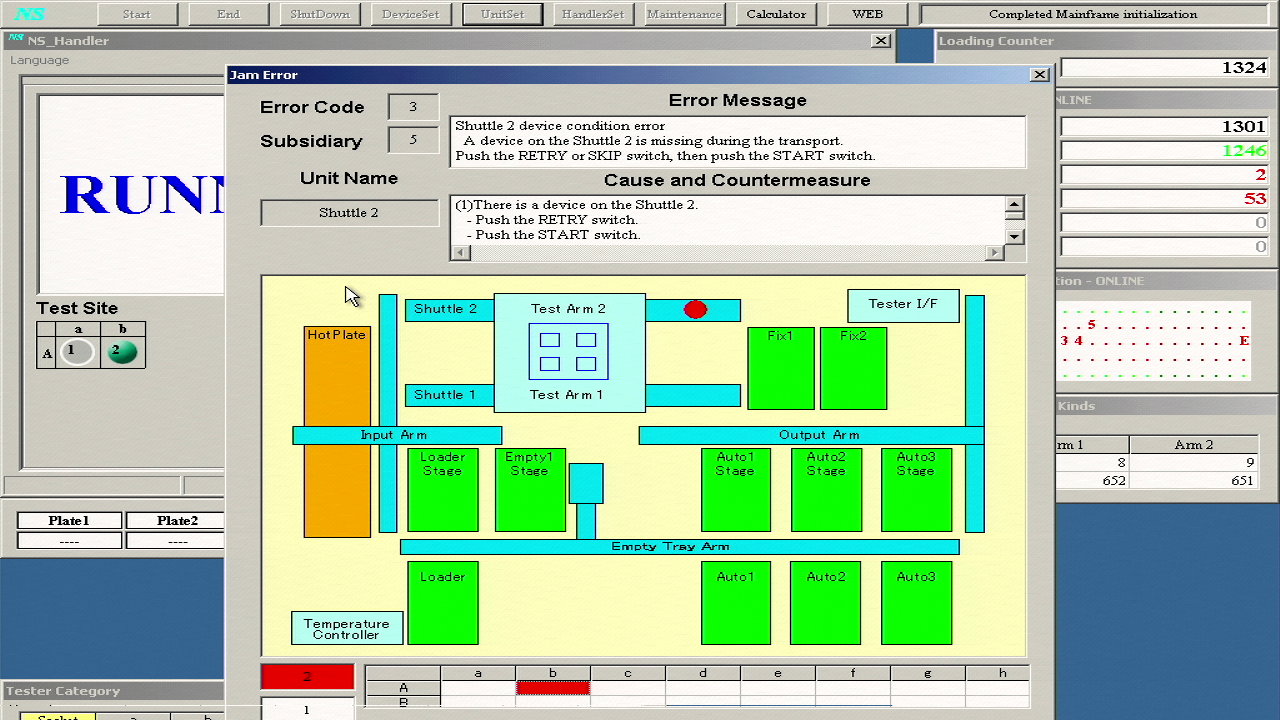 NS Start End ShutDown DeviceSet UnitSet HandlerSet Maintenance Calculator WEB Completed Mainframe initialization
NS NS_Handler
Language
Loading Counter
1324
NLINE
1301
1246
2
53
0
0
tion - ONLINE
5
3 4 E
Kinds
rm 1 Arm 2
8 9
652 651
RUNN
Test Site
a b
A 1 2
Plate1 Plate2
---- ----
Tester Category
Socket a b
Jam Error
Error Code 3
Subsidiary 5
Unit Name
Shuttle 2
Error Message
Shuttle 2 device condition error
A device on the Shuttle 2 is missing during the transport.
Push the RETRY or SKIP switch, then push the START switch.
Cause and Countermeasure
(1)There is a device on the Shuttle 2.
- Push the RETRY switch.
- Push the START switch.
Shuttle 2 Test Arm 2 Tester I/F
HotPlate Fix1 Fix2
Shuttle 1 Test Arm 1
Input Arm Output Arm
Loader Stage
Empty1 Stage
Auto1 Stage
Auto2 Stage
Auto3 Stage
Empty Tray Arm
Loader Auto1 Auto2 Auto3
Temperature
Controller
2 a b c d e f g h
A
1 B